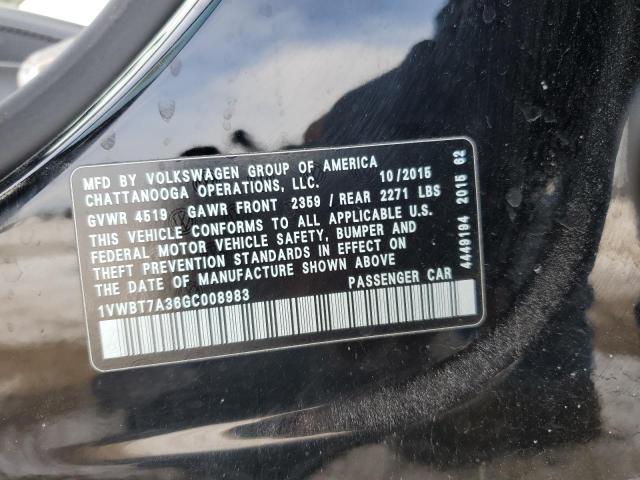 MFD BY VOLKSWAGEN GROUP OF AMERICA
CHATTANOOGA OPERATIONS, LLC. 10/2015
GVWR 4519 GAWR FRONT 2359 / REAR 2271 LBS
THIS VEHICLE CONFORMS TO ALL APPLICABLE U.S.
FEDERAL MOTOR VEHICLE SAFETY, BUMPER AND
THEFT PREVENTION STANDARDS IN EFFECT ON
THE DATE OF MANUFACTURE SHOWN ABOVE
PASSENGER CAR
1VWBT7A36GC008983
4449194 2015 62